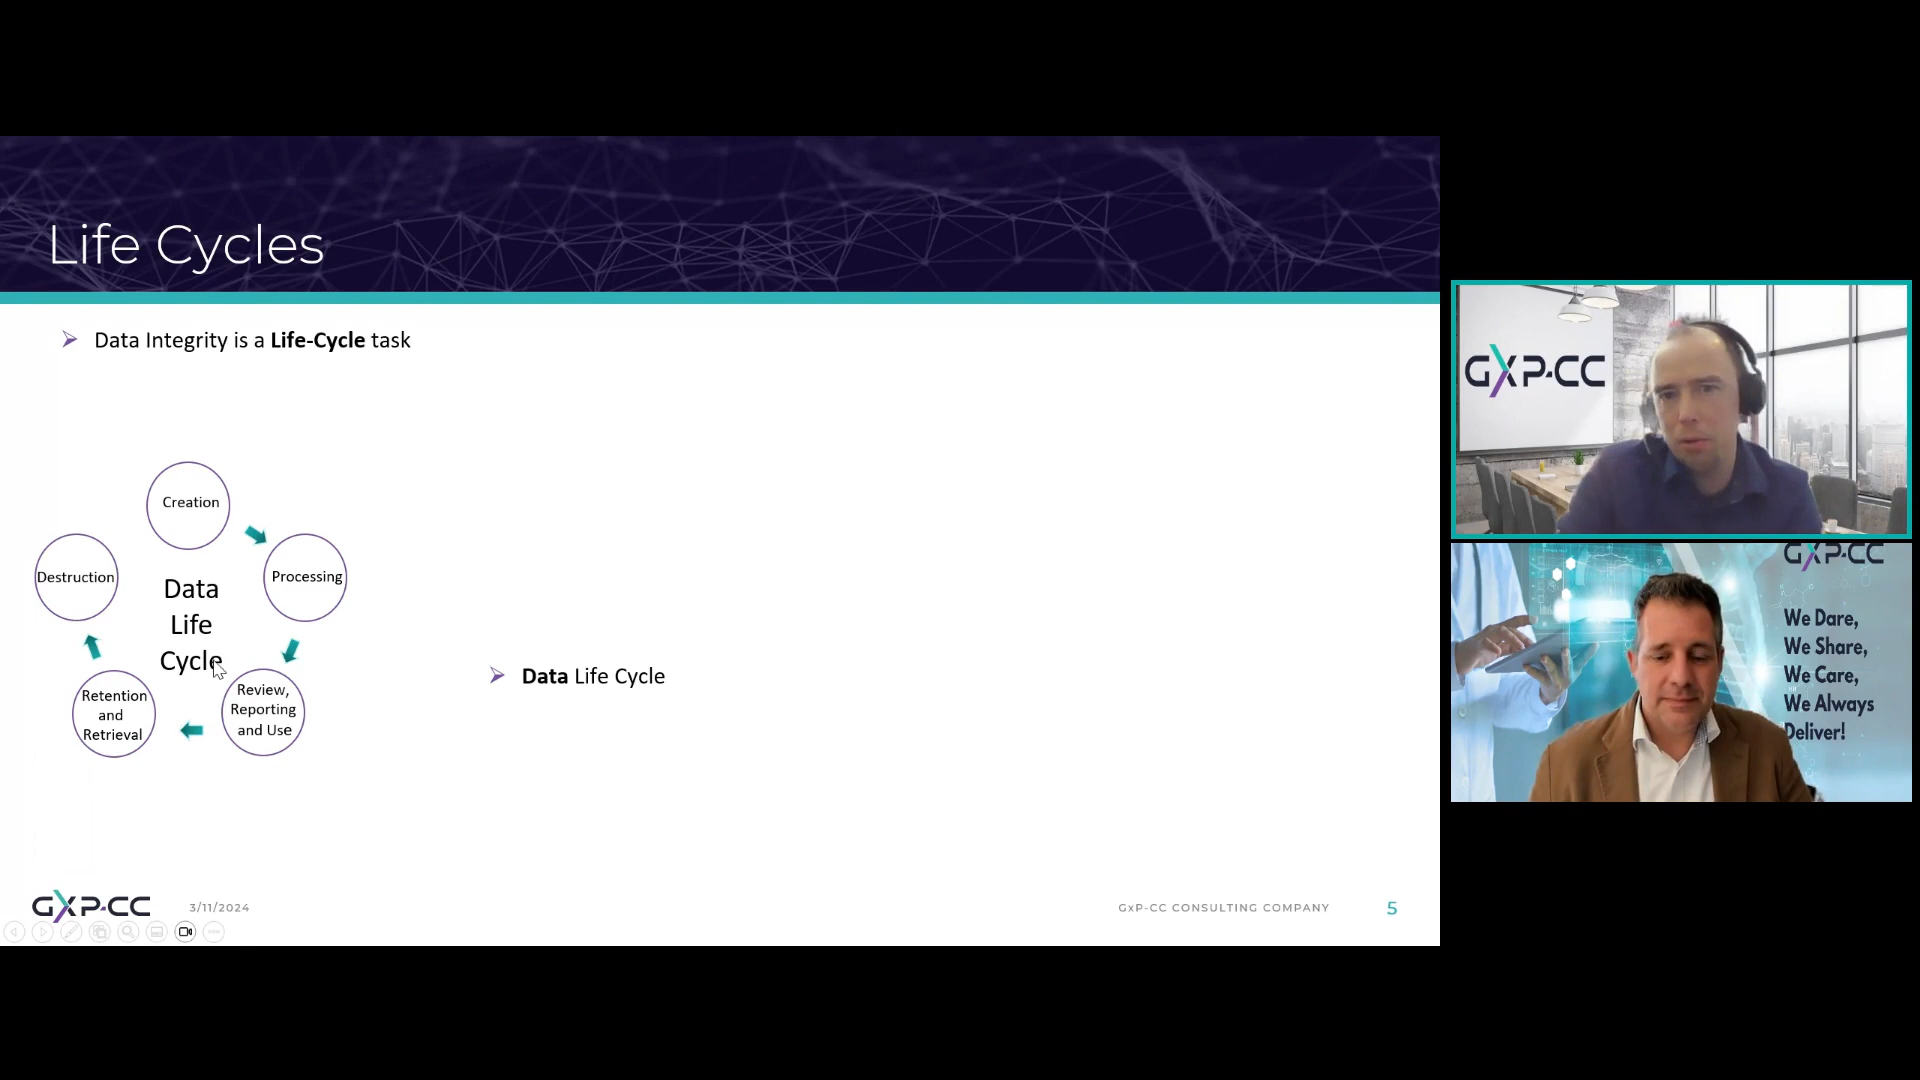 Life Cycles
Data Integrity is a Life-Cycle task
Creation
Processing
Destruction
Data
Life
Cycle
Retention
and
Retrieval
Review,
Reporting
and Use
Data Life Cycle
GXP-CC
3/11/2024
GxP-CC CONSULTING COMPANY
5
GXP-CC
GXP-CC
We Dare,
We Share,
We Care,
We Always
Deliver!